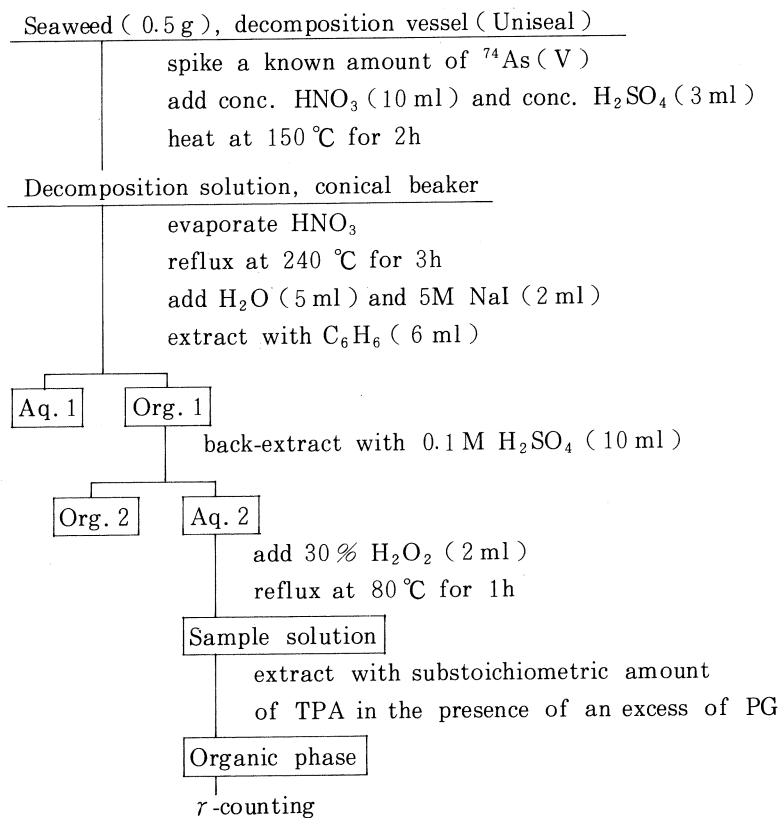 Seaweed ( 0.5 g ), decomposition vessel ( Uniseal )
spike a known amount of ⁷⁴As ( V )
add conc. HNO₃ ( 10 ml ) and conc. H₂SO₄ ( 3 ml )
heat at 150 ℃ for 2h
Decomposition solution, conical beaker
evaporate HNO₃
reflux at 240 ℃ for 3h
add H₂O ( 5 ml ) and 5M NaI ( 2 ml )
extract with C₆H₆ ( 6 ml )
Aq. 1 Org. 1
back-extract with 0.1 M H₂SO₄ ( 10 ml )
Org. 2 Aq. 2
add 30 % H₂O₂ ( 2 ml )
reflux at 80 ℃ for 1h
Sample solution
extract with substoichiometric amount
of TPA in the presence of an excess of PG
Organic phase
γ-counting